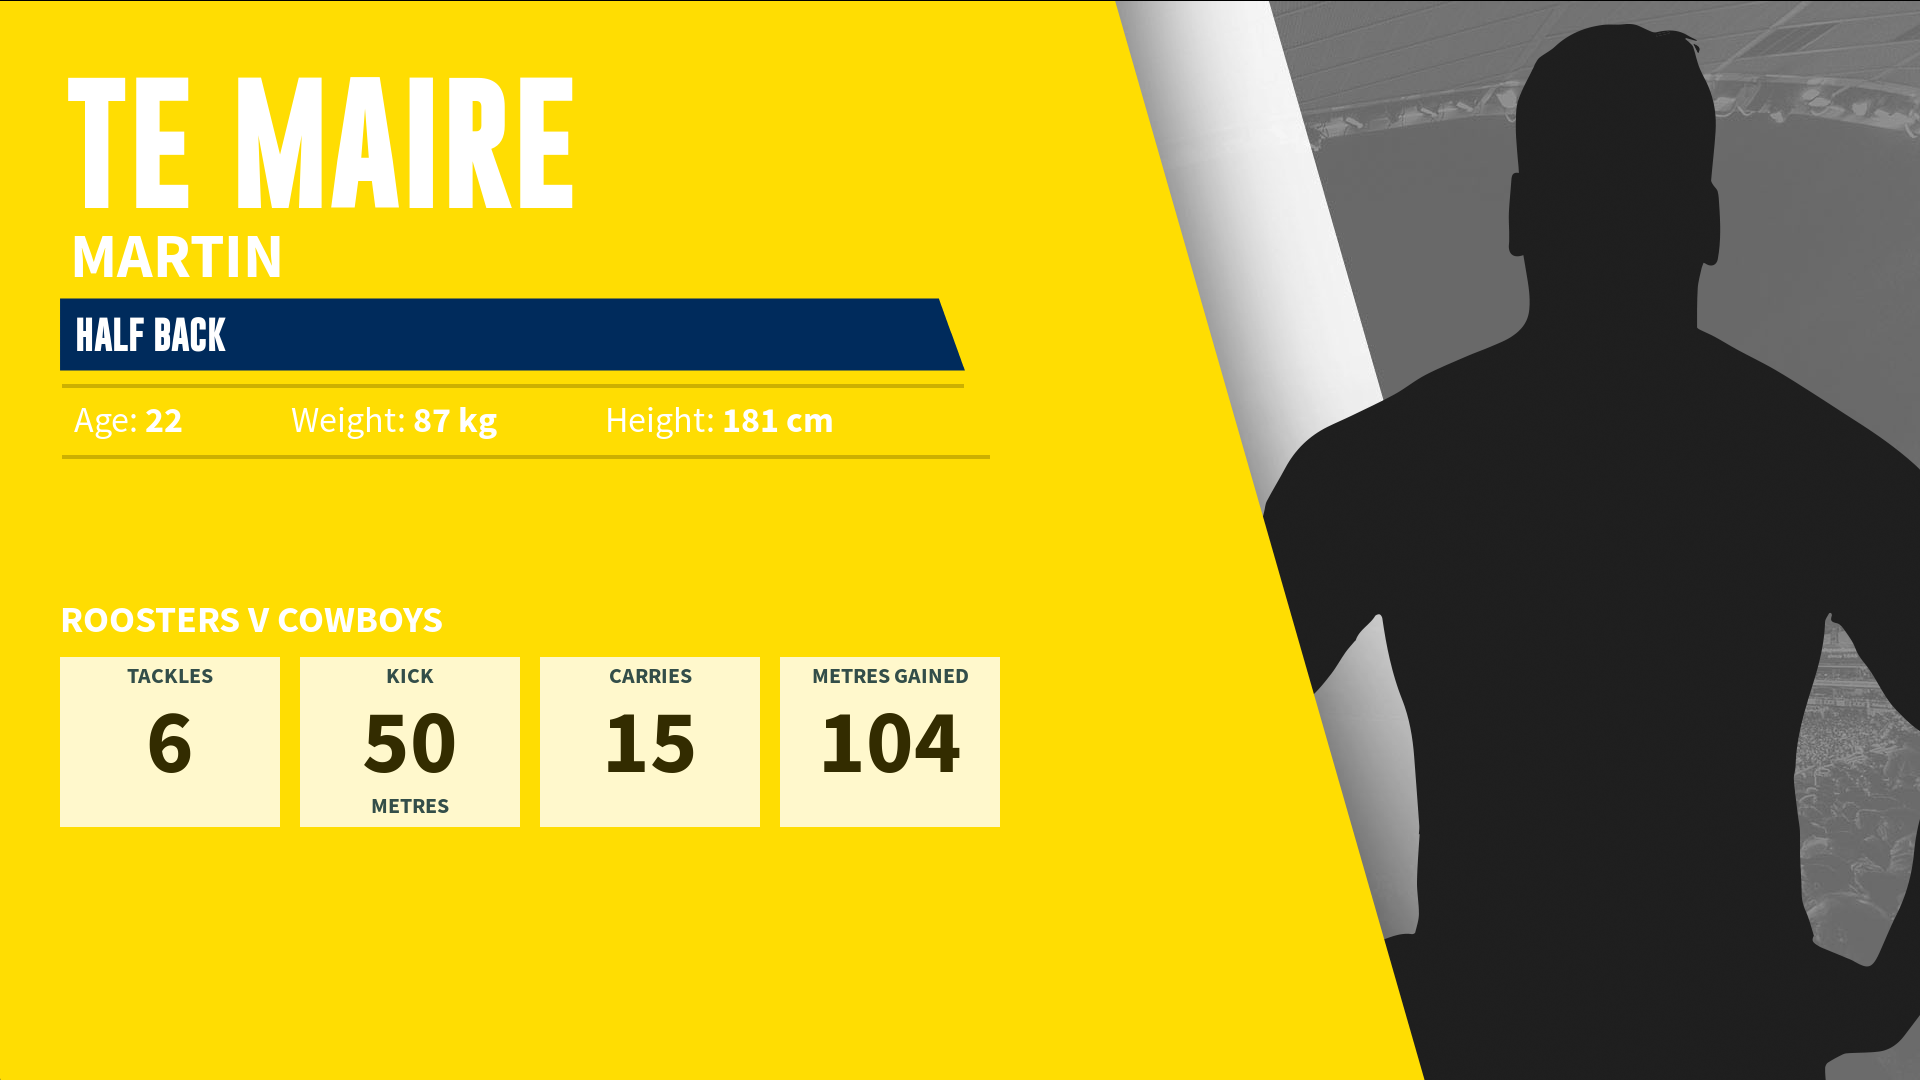 TE MAIRE
MARTIN
HALF BACK
Age: 22 Weight: 87 kg Height: 181 cm
ROOSTERS V COWBOYS
TACKLES KICK CARRIES METRES GAINED
6 50 15 104
METRES